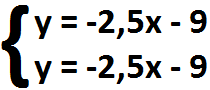 y = -2,5x - 9
y = -2,5x - 9